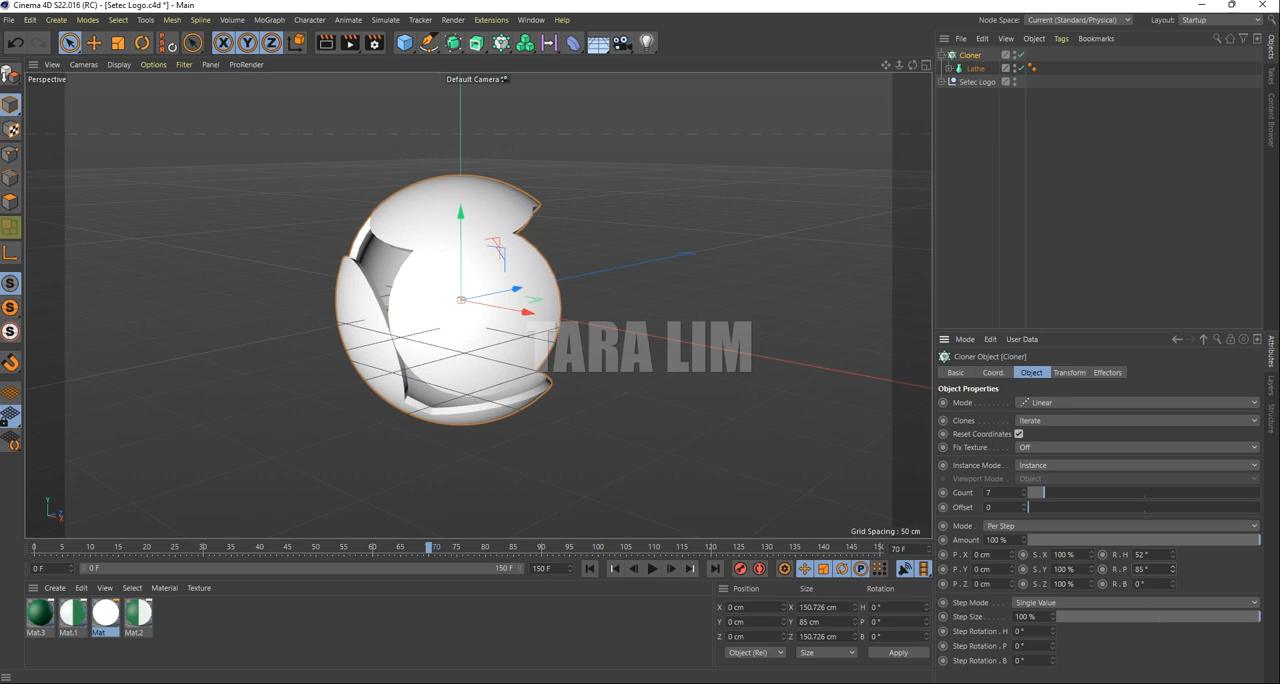 Cinema 4D S22.016 (RC) - [Setec Logo.c4d *] - Main
File Edit Create Modes Select Tools Mesh Spline Volume MoGraph Character Animate Simulate Tracker Render Extensions Window Help
Node Space: Current (Standard/Physical) Layout: Startup
X Y Z
View Cameras Display Options Filter Panel ProRender
File Edit View Object Tags Bookmarks
Perspective
Default Camera
Cloner
Lathe
Setec Logo
Objects
Takes
Content Browser
TARA LIM
Mode Edit User Data
Attributes
Layers
Structure
Cloner Object [Cloner]
Basic Coord. Object Transform Effectors
Object Properties
Mode Linear
Clones Iterate
Reset Coordinates
Fix Texture Off
Instance Mode Instance
Viewport Mode Object
Count 7
Offset 0
Mode Per Step
Amount 100 %
P . X 0 cm S . X 100 % R . H 52 °
P . Y 0 cm S . Y 100 % R . P 85 °
P . Z 0 cm S . Z 100 % R . B 0 °
Step Mode Single Value
Step Size 100 %
Step Rotation . H 0 °
Step Rotation . P 0 °
Step Rotation . B 0 °
Y
Z
X
Grid Spacing : 50 cm
0 5 10 15 20 25 30 35 40 45 50 55 60 65 70 75 80 85 90 95 100 105 110 115 120 125 130 135 140 145 70 F
0 F 0 F 150 F 150 F
Create Edit View Select Material Texture
Mat.3 Mat.1 Mat Mat.2
Position Size Rotation
X 0 cm X 150.726 cm H 0 °
Y 0 cm Y 85 cm P 0 °
Z 0 cm Z 150.726 cm B 0 °
Object (Rel) Size Apply